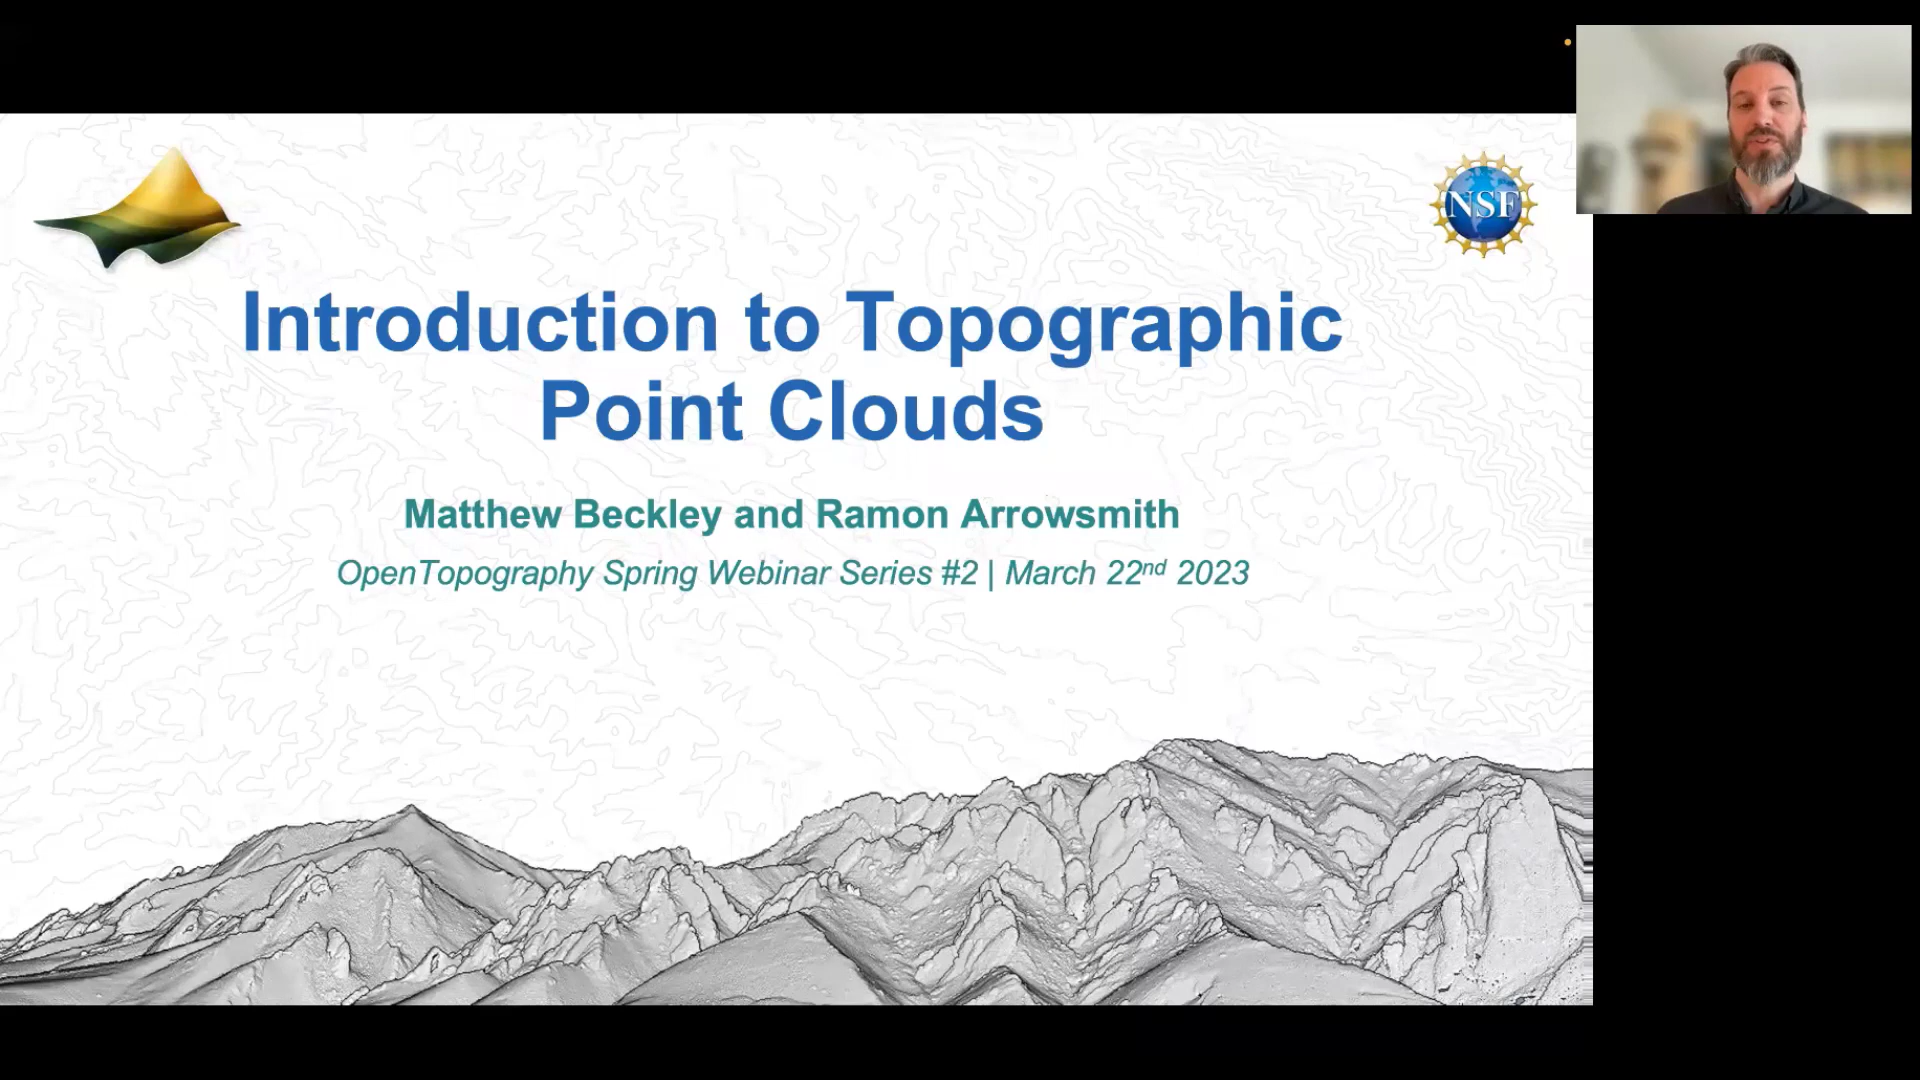 NSF
Introduction to Topographic
Point Clouds
Matthew Beckley and Ramon Arrowsmith
OpenTopography Spring Webinar Series #2 | March 22nd 2023